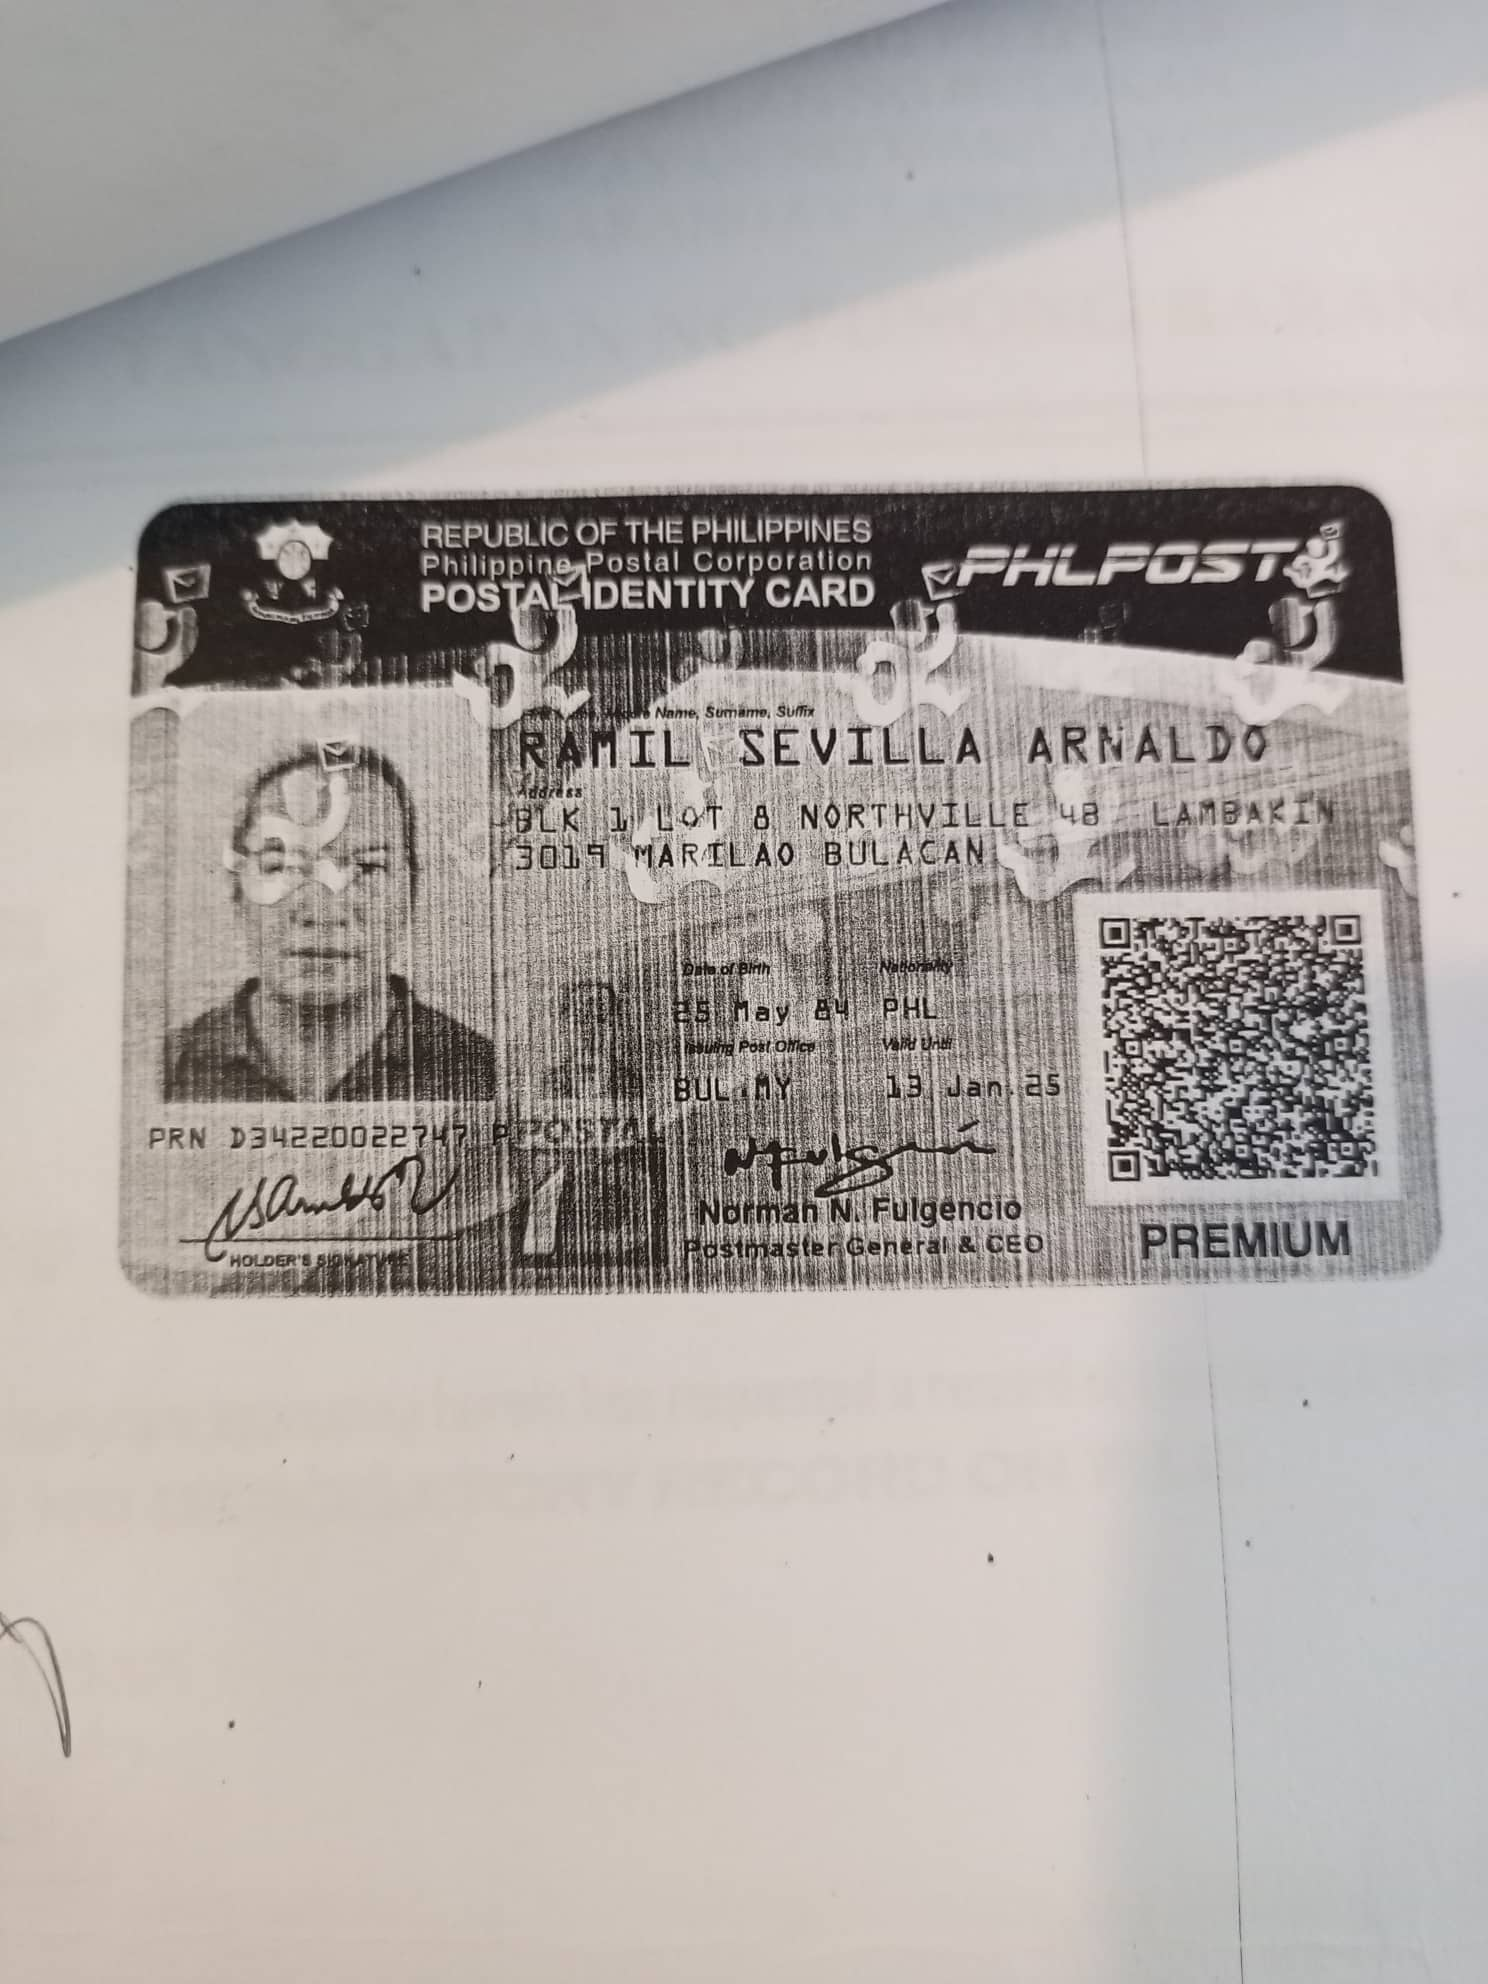 REPUBLIC OF THE PHILIPPINES
Philippine Postal Corporation
POSTAL IDENTITY CARD
PHLPOST
Name, Surname, Suffix
RAMIL SEVILLA ARNALDO
Address
BLK 1 LOT 8 NORTHVILLE 4B LAMBAKIN
3019 MARILAO BULACAN
Date of Birth Nationality
25 May 84 PHL
Issuing Post Office Valid Until
BUL MY 13 Jan 25
PRN D34220022747 P
HOLDER'S SIGNATURE
Norman N. Fulgencio
Postmaster General & CEO
PREMIUM